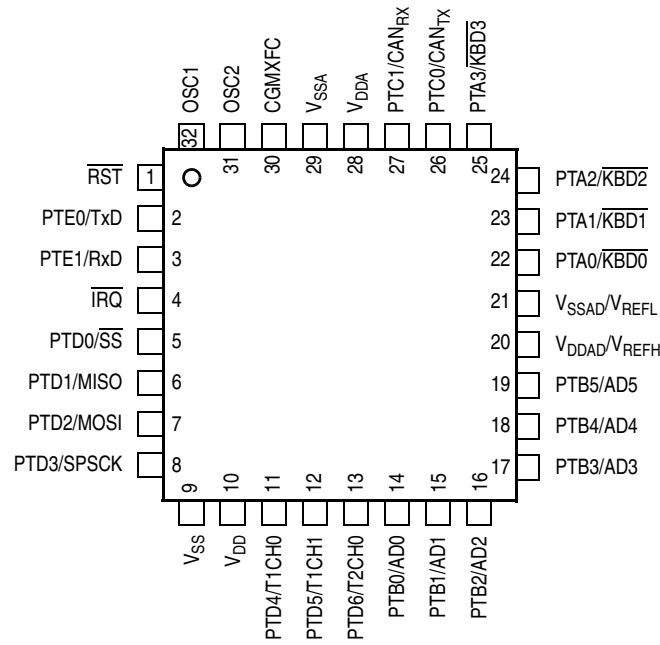 OSC1
OSC2
CGMXFC
VSSA
VDDA
PTC1/CANRX
PTC0/CANTX
PTA3/KBD3
32
31
30
29
28
27
26
25
RST 1
PTE0/TxD 2
PTE1/RxD 3
IRQ 4
PTD0/SS 5
PTD1/MISO 6
PTD2/MOSI 7
PTD3/SPSCK 8
24 PTA2/KBD2
23 PTA1/KBD1
22 PTA0/KBD0
21 VSSAD/VREFL
20 VDDAD/VREFH
19 PTB5/AD5
18 PTB4/AD4
17 PTB3/AD3
9
10
11
12
13
14
15
16
VSS
VDD
PTD4/T1CH0
PTD5/T1CH1
PTD6/T2CH0
PTB0/AD0
PTB1/AD1
PTB2/AD2